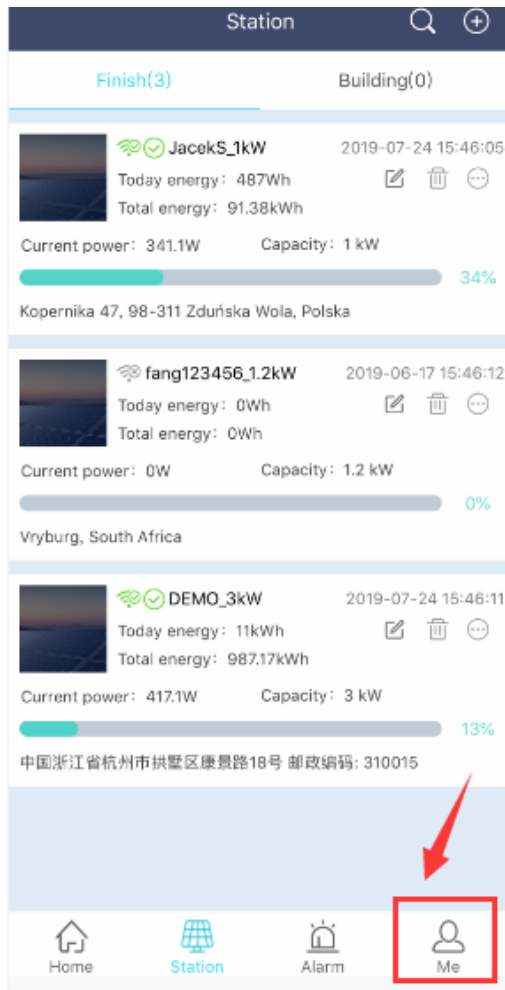 Station
Finish(3) Building(0)
JacekS_1kW 2019-07-24 15:46:05
Today energy: 487Wh
Total energy: 91.38kWh
Current power: 341.1W Capacity: 1 kW
34%
Kopernika 47, 98-311 Zduńska Wola, Polska
fang123456_1.2kW 2019-06-17 15:46:12
Today energy: 0Wh
Total energy: 0Wh
Current power: 0W Capacity: 1.2 kW
0%
Vryburg, South Africa
DEMO_3kW 2019-07-24 15:46:11
Today energy: 11kWh
Total energy: 987.17kWh
Current power: 417.1W Capacity: 3 kW
13%
中国浙江省杭州市拱墅区康景路18号 邮政编码: 310015
Home Station Alarm Me